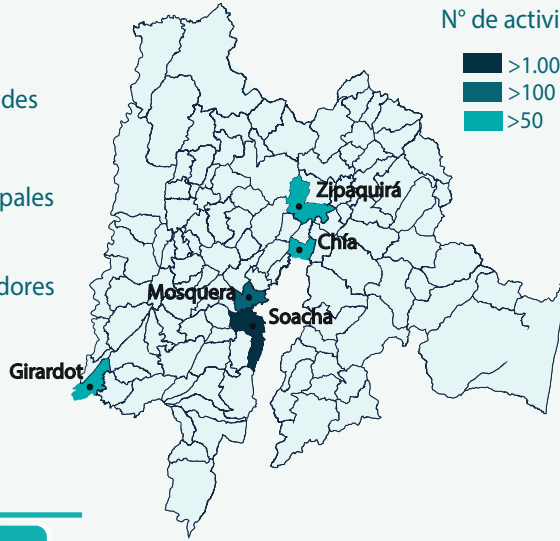 N° de activi
>1.00
>100
>50
des
pales
dores
Zipaquirá
Chía
Mosquera
Soacha
Girardot